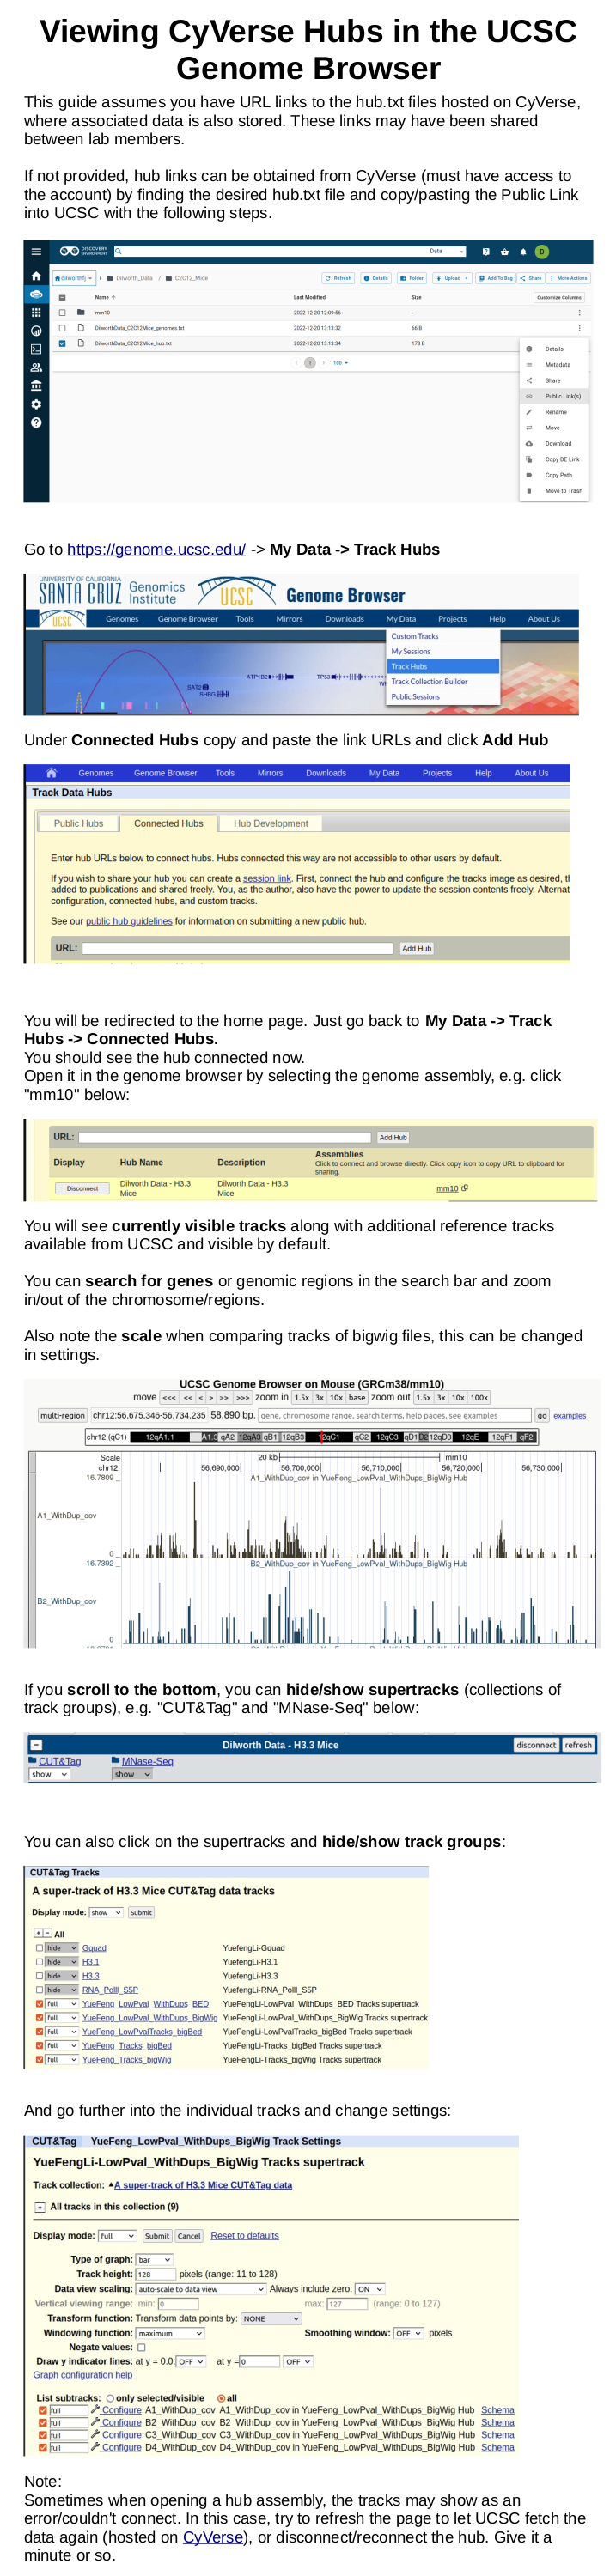 Viewing CyVerse Hubs in the UCSC
Genome Browser
This guide assumes you have URL links to the hub.txt files hosted on CyVerse,
where associated data is also stored. These links may have been shared
between lab members.
If not provided, hub links can be obtained from CyVerse (must have access to
the account) by finding the desired hub.txt file and copy/pasting the Public Link
into UCSC with the following steps.
DISCOVERY
ENVIRONMENT
Data
D
dilworthfj
Dilworth_Data / C2C12_Mice
Refresh Details Folder Upload Add To Bag Share More Actions
Name Last Modified Size Customize Columns
mm10 2022-12-20 12:09:56 -
DilworthData_C2C12Mice_genomes.txt 2022-12-20 13:13:32 66 B
DilworthData_C2C12Mice_hub.txt 2022-12-20 13:13:34 178 B
1 100
Details
Metadata
Share
Public Link(s)
Rename
Move
Download
Copy DE Link
Copy Path
Move to Trash
Go to https://genome.ucsc.edu/ -> My Data -> Track Hubs
UNIVERSITY OF CALIFORNIA
SANTA CRUZ Genomics Institute UCSC Genome Browser
UCSC Genomes Genome Browser Tools Mirrors Downloads My Data Projects Help About Us
Custom Tracks
My Sessions
Track Hubs
Track Collection Builder
Public Sessions
ATP1B2 TP53
SAT2
SHBG
Under Connected Hubs copy and paste the link URLs and click Add Hub
Genomes Genome Browser Tools Mirrors Downloads My Data Projects Help About Us
Track Data Hubs
Public Hubs Connected Hubs Hub Development
Enter hub URLs below to connect hubs. Hubs connected this way are not accessible to other users by default.
If you wish to share your hub you can create a session link. First, connect the hub and configure the tracks image as desired, th
added to publications and shared freely. You, as the author, also have the power to update the session contents freely. Alternat
configuration, connected hubs, and custom tracks.
See our public hub guidelines for information on submitting a new public hub.
URL: Add Hub
You will be redirected to the home page. Just go back to My Data -> Track
Hubs -> Connected Hubs.
You should see the hub connected now.
Open it in the genome browser by selecting the genome assembly, e.g. click
"mm10" below:
URL: Add Hub
Display Hub Name Description Assemblies
Click to connect and browse directly. Click copy icon to copy URL to clipboard for
sharing.
Disconnect Dilworth Data - H3.3 Mice Dilworth Data - H3.3 Mice mm10
You will see currently visible tracks along with additional reference tracks
available from UCSC and visible by default.
You can search for genes or genomic regions in the search bar and zoom
in/out of the chromosome/regions.
Also note the scale when comparing tracks of bigwig files, this can be changed
in settings.
UCSC Genome Browser on Mouse (GRCm38/mm10)
move <<< << < > >> >>> zoom in 1.5x 3x 10x base zoom out 1.5x 3x 10x 100x
multi-region chr12:56,675,346-56,734,235 58,890 bp. gene, chromosome range, search terms, help pages, see examples go examples
chr12 (qC1) 12qA1.1 A1.3 qA2 12qA3 qB1 12qB3 12qC1 qC2 12qC3 qD1 D2 12qD3 12qE 12qF1 qF2
Scale 20 kb mm10
chr12: 56,690,000 56,700,000 56,710,000 56,720,000 56,730,000
16.7809 A1_WithDup_cov in YueFeng_LowPval_WithDups_BigWig Hub
A1_WithDup_cov
0
16.7392 B2_WithDup_cov in YueFeng_LowPval_WithDups_BigWig Hub
B2_WithDup_cov
0
If you scroll to the bottom, you can hide/show supertracks (collections of
track groups), e.g. "CUT&Tag" and "MNase-Seq" below:
- Dilworth Data - H3.3 Mice disconnect refresh
CUT&Tag MNase-Seq
show show
You can also click on the supertracks and hide/show track groups:
CUT&Tag Tracks
A super-track of H3.3 Mice CUT&Tag data tracks
Display mode: show Submit
+ - All
hide Gquad YuefengLi-Gquad
hide H3.1 YuefengLi-H3.1
hide H3.3 YuefengLi-H3.3
hide RNA_PolII_S5P YuefengLi-RNA_PolII_S5P
full YueFeng_LowPval_WithDups_BED YueFengLi-LowPval_WithDups_BED Tracks supertrack
full YueFeng_LowPval_WithDups_BigWig YueFengLi-LowPval_WithDups_BigWig Tracks supertrack
full YueFeng_LowPvalTracks_bigBed YueFengLi-LowPvalTracks_bigBed Tracks supertrack
full YueFeng_Tracks_bigBed YueFengLi-Tracks_bigBed Tracks supertrack
full YueFeng_Tracks_bigWig YueFengLi-Tracks_bigWig Tracks supertrack
And go further into the individual tracks and change settings:
CUT&Tag YueFeng_LowPval_WithDups_BigWig Track Settings
YueFengLi-LowPval_WithDups_BigWig Tracks supertrack
Track collection: A super-track of H3.3 Mice CUT&Tag data
+ All tracks in this collection (9)
Display mode: full Submit Cancel Reset to defaults
Type of graph: bar
Track height: 128 pixels (range: 11 to 128)
Data view scaling: auto-scale to data view Always include zero: ON
Vertical viewing range: min: 0 max: 127 (range: 0 to 127)
Transform function: Transform data points by: NONE
Windowing function: maximum Smoothing window: OFF pixels
Negate values:
Draw y indicator lines: at y = 0.0: OFF at y = 0 OFF
Graph configuration help
List subtracks: only selected/visible all
full Configure A1_WithDup_cov A1_WithDup_cov in YueFeng_LowPval_WithDups_BigWig Hub Schema
full Configure B2_WithDup_cov B2_WithDup_cov in YueFeng_LowPval_WithDups_BigWig Hub Schema
full Configure C3_WithDup_cov C3_WithDup_cov in YueFeng_LowPval_WithDups_BigWig Hub Schema
full Configure D4_WithDup_cov D4_WithDup_cov in YueFeng_LowPval_WithDups_BigWig Hub Schema
Note:
Sometimes when opening a hub assembly, the tracks may show as an
error/couldn't connect. In this case, try to refresh the page to let UCSC fetch the
data again (hosted on CyVerse), or disconnect/reconnect the hub. Give it a
minute or so.